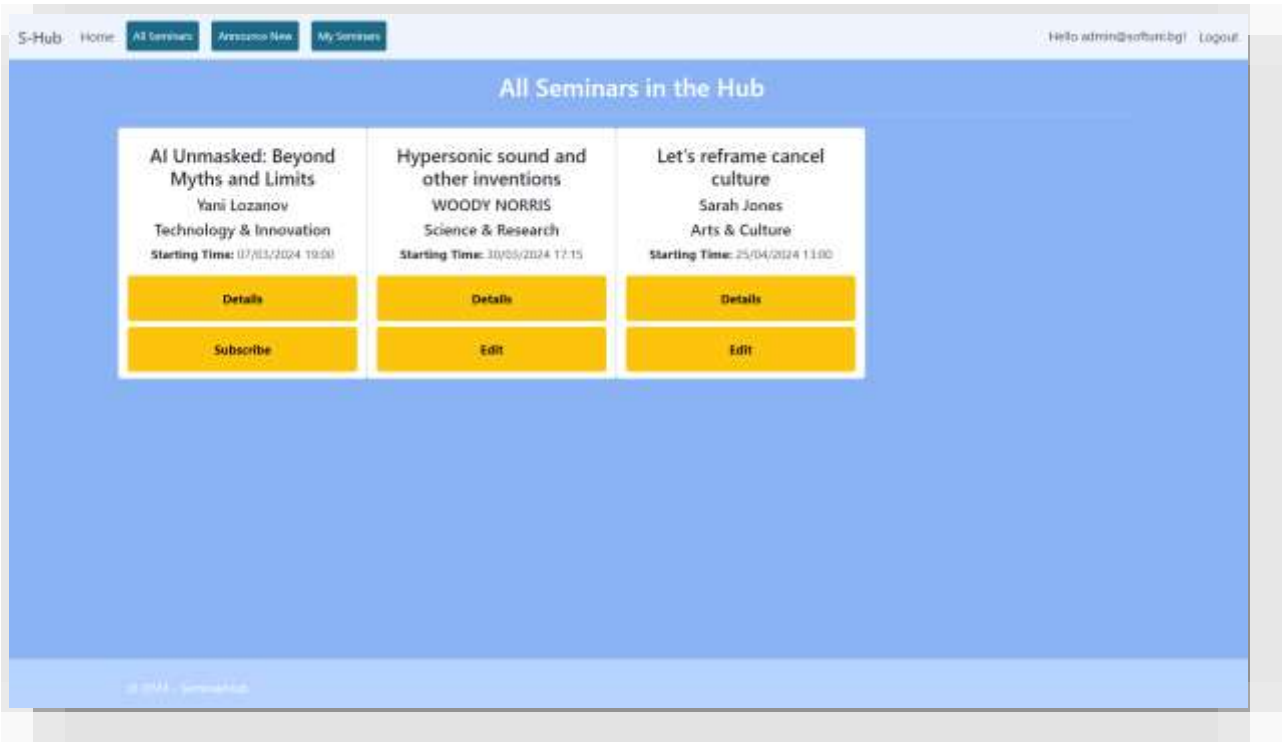 S-Hub Home All Seminars Announce New My Seminars Hello admin@softuni.bg! Logout
All Seminars in the Hub
AI Unmasked: Beyond Myths and Limits
Yani Lozanov
Technology & Innovation
Starting Time: 07/03/2024 19:00
Details
Subscribe
Hypersonic sound and other inventions
WOODY NORRIS
Science & Research
Starting Time: 30/03/2024 17:15
Details
Edit
Let's reframe cancel culture
Sarah Jones
Arts & Culture
Starting Time: 25/04/2024 13:00
Details
Edit
© 2024 - SeminarHub